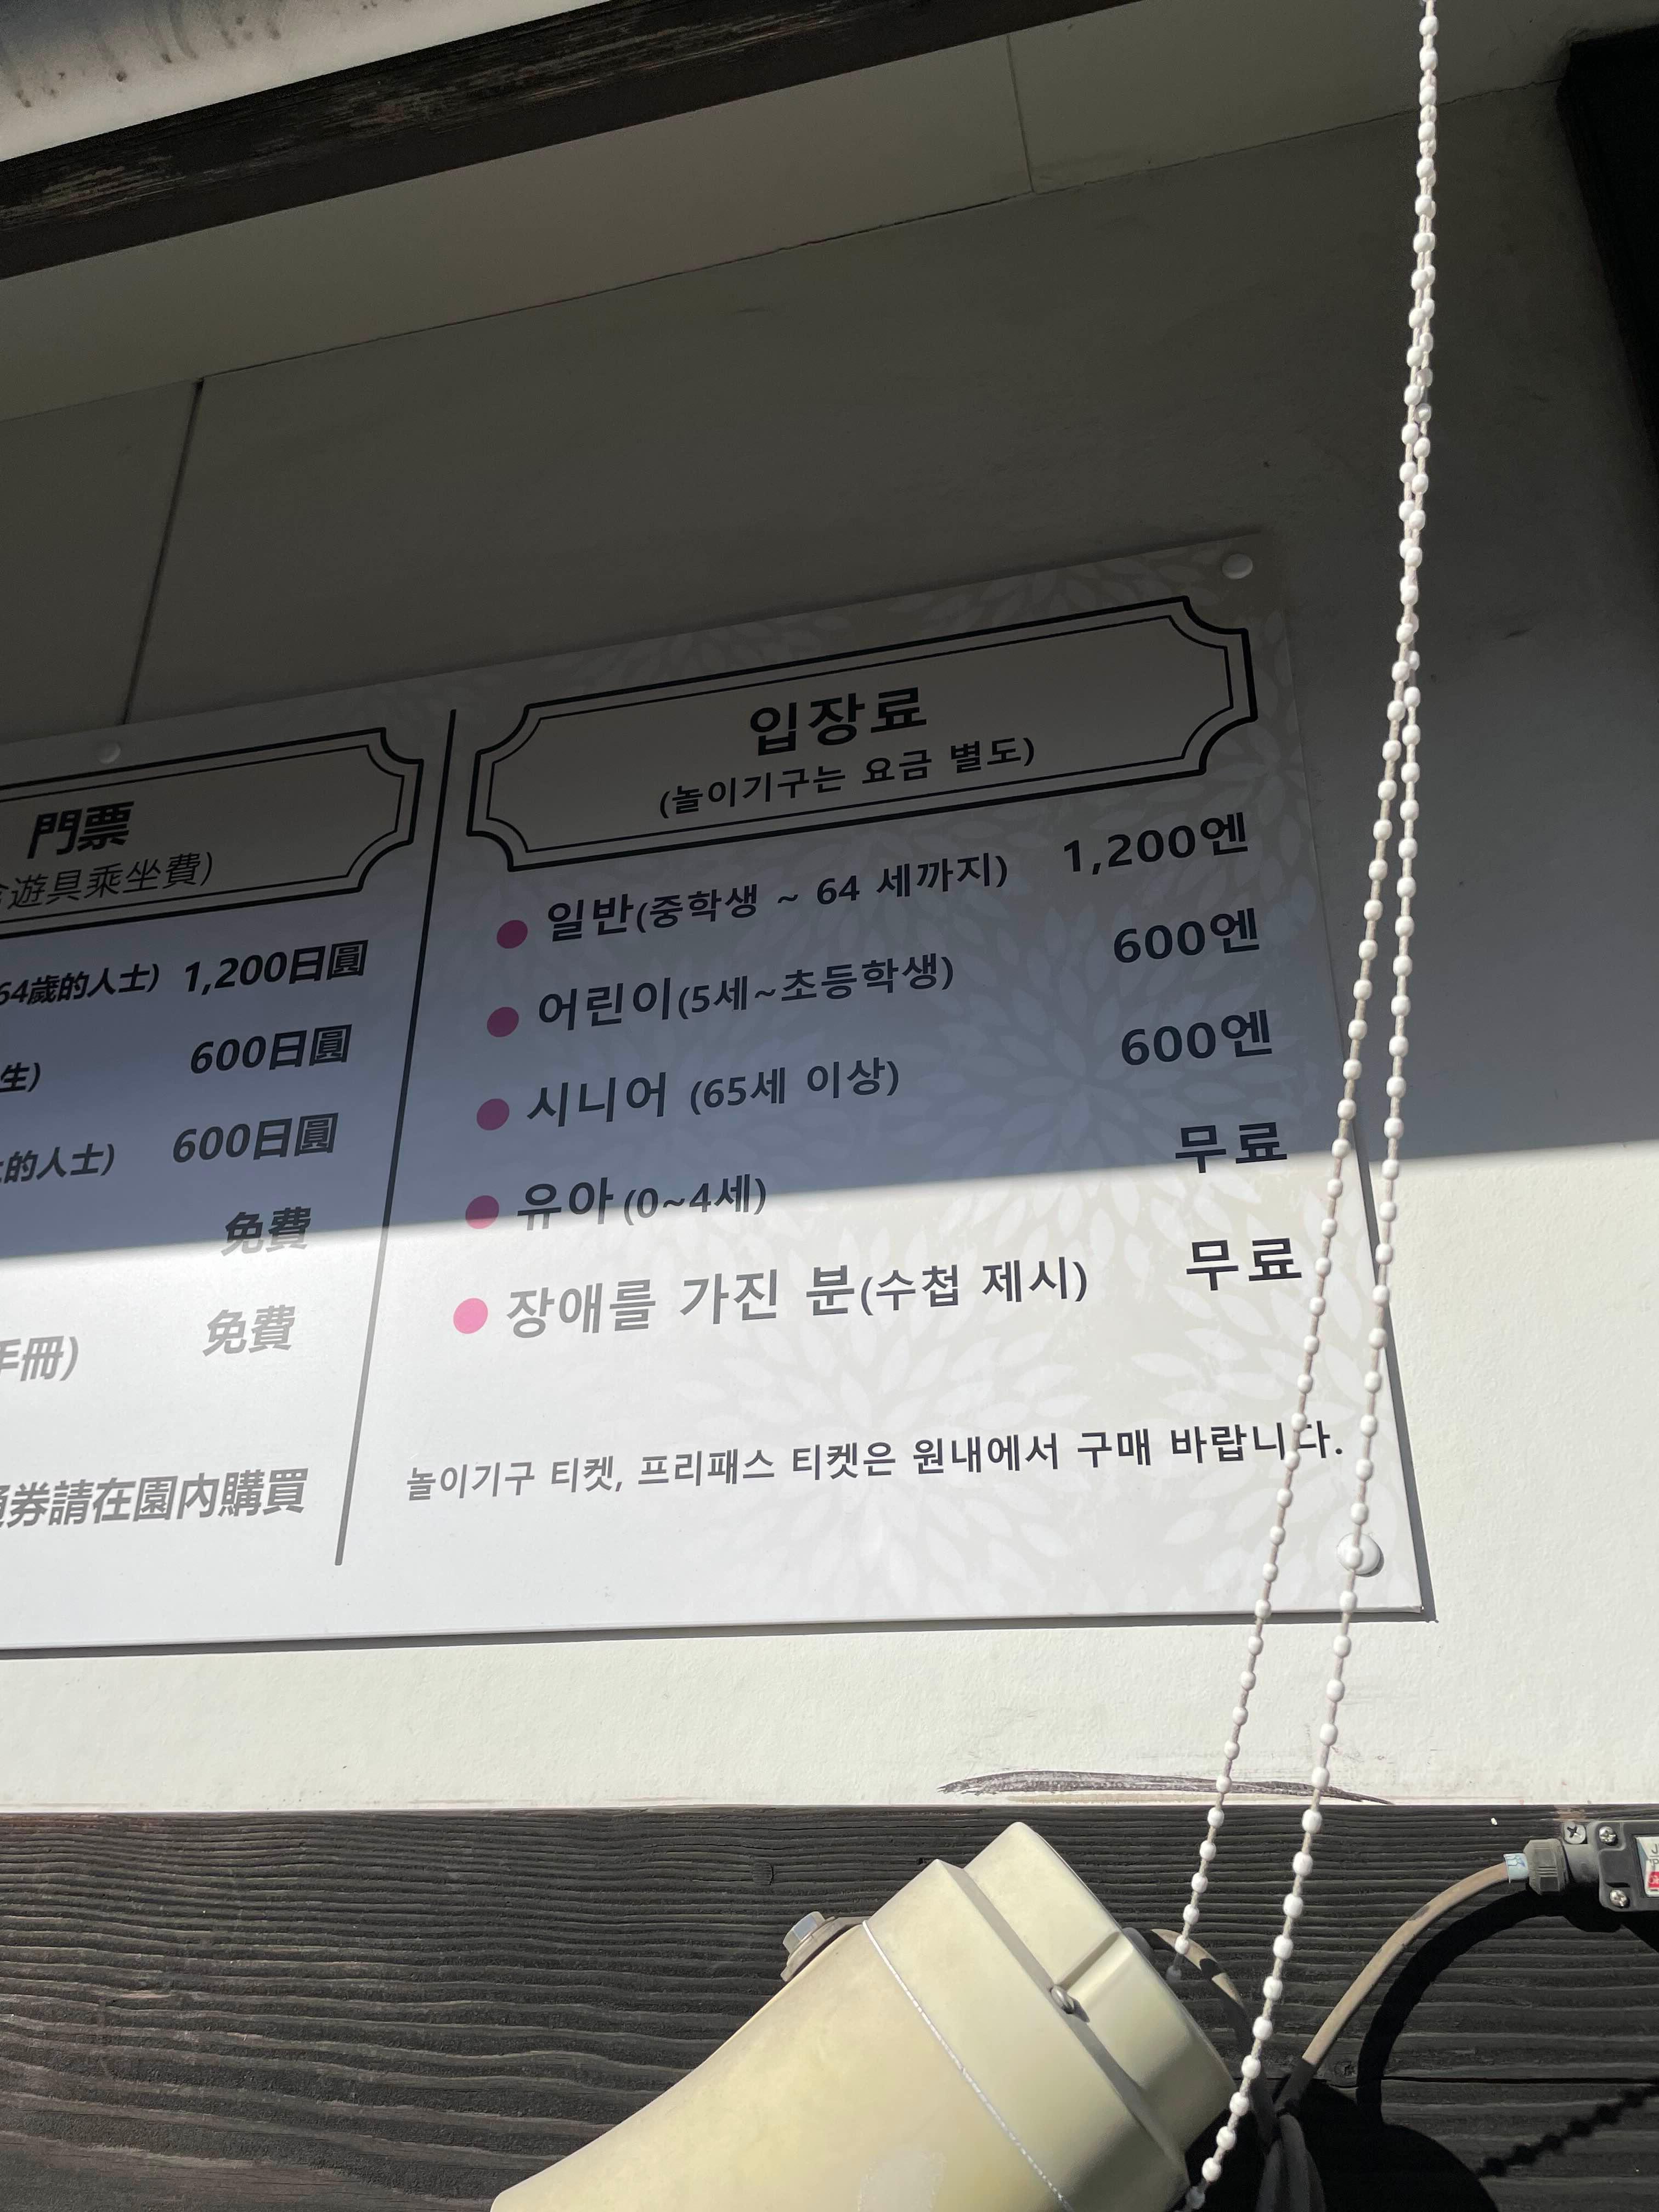 門票
遊具乘坐費)
64歲的人士) 1,200日圓
生) 600日圓
的人士) 600日圓
免費
手冊) 免費
券請在園內購買
입장료
(놀이기구는 요금 별도)
일반(중학생 ~ 64 세까지) 1,200엔
어린이(5세~초등학생) 600엔
시니어 (65세 이상) 600엔
유아 (0~4세) 무료
장애를 가진 분(수첩 제시) 무료
놀이기구 티켓, 프리패스 티켓은 원내에서 구매 바랍니다.